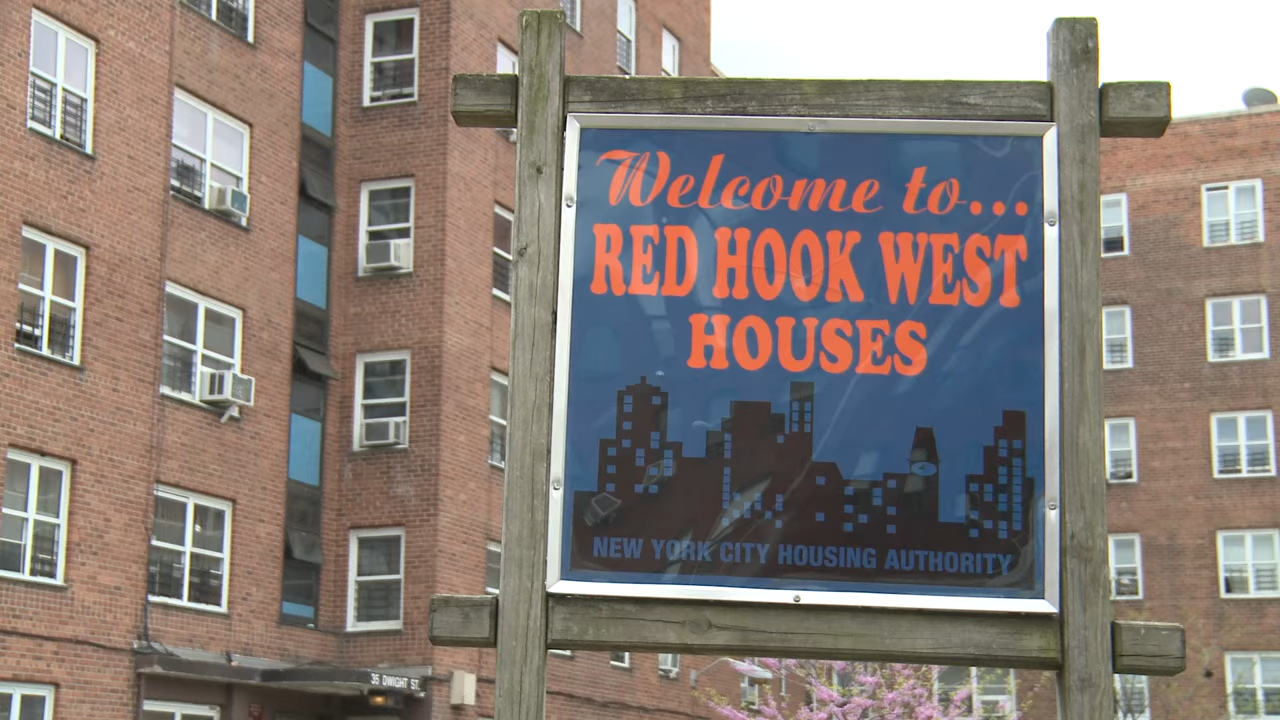 Welcome to...
RED HOOK WEST
HOUSES
NEW YORK CITY HOUSING AUTHORITY
35 DWIGHT ST.